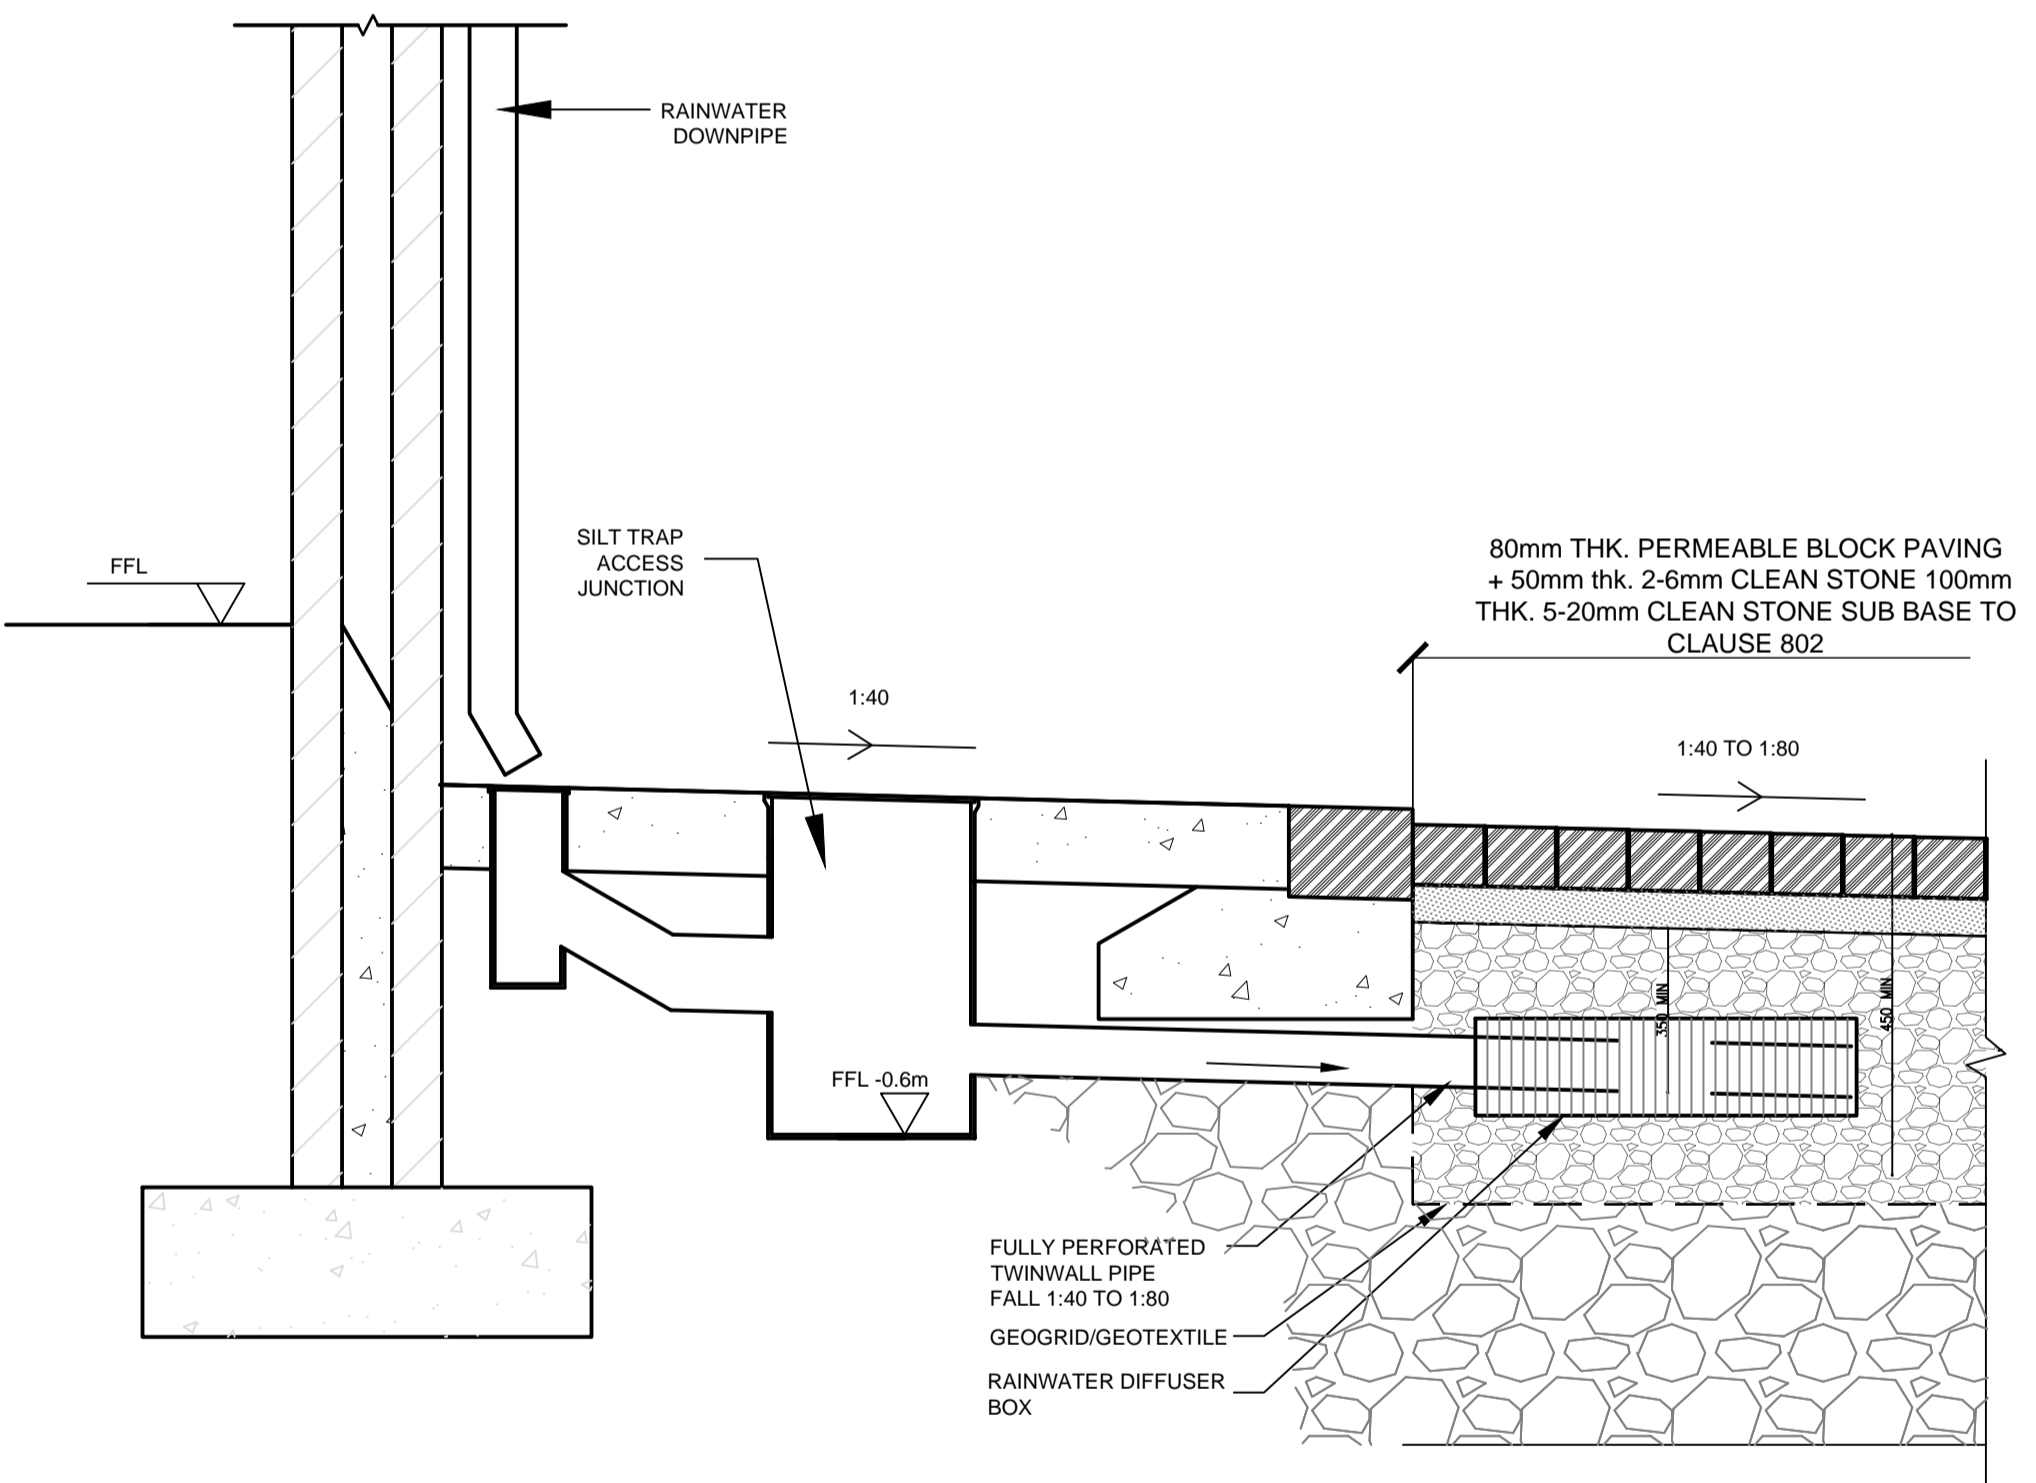 RAINWATER
DOWNPIPE
SILT TRAP
ACCESS
JUNCTION
80mm THK. PERMEABLE BLOCK PAVING
+ 50mm thk. 2-6mm CLEAN STONE 100mm
THK. 5-20mm CLEAN STONE SUB BASE TO
CLAUSE 802
FFL
1:40
1:40 TO 1:80
350 MIN
450 MIN
FFL -0.6m
FULLY PERFORATED
TWINWALL PIPE
FALL 1:40 TO 1:80
GEOGRID/GEOTEXTILE
RAINWATER DIFFUSER
BOX